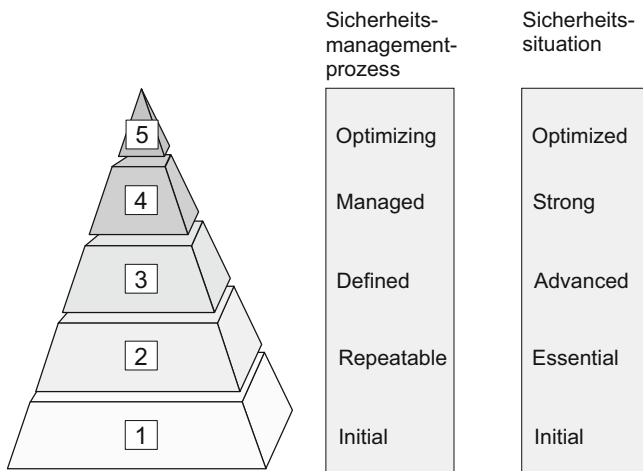 Sicherheits-
management-
prozess
Sicherheits-
situation
5 Optimizing Optimized
4 Managed Strong
3 Defined Advanced
2 Repeatable Essential
1 Initial Initial